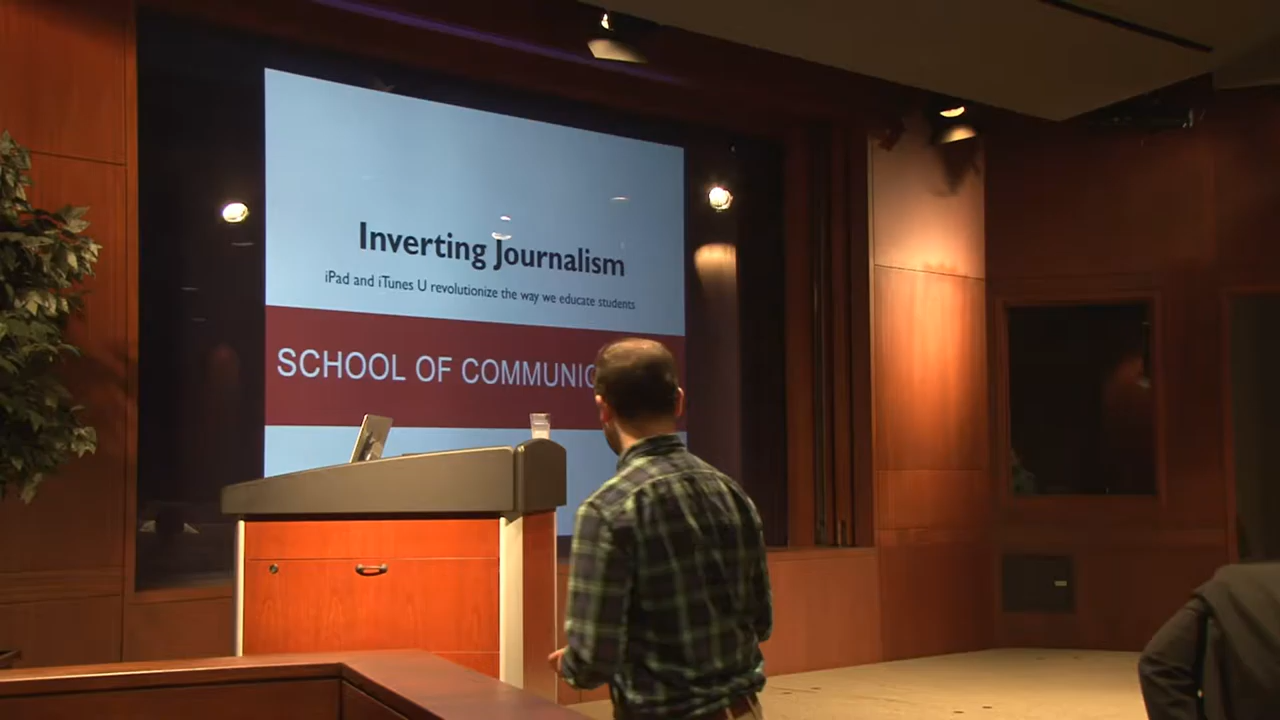 Inverting Journalism
iPad and iTunes U revolutionize the way we educate students
SCHOOL OF COMMUNIC